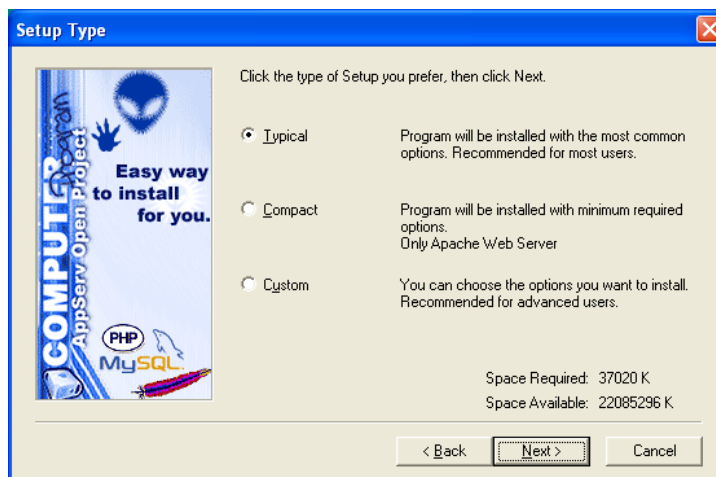 Setup Type
Click the type of Setup you prefer, then click Next.
Typical
Program will be installed with the most common
options. Recommended for most users.
Compact
Program will be installed with minimum required
options.
Only Apache Web Server
Custom
You can choose the options you want to install.
Recommended for advanced users.
Space Required: 37020 K
Space Available: 22085296 K
< Back
Next >
Cancel
COMPUTER
program
AppServ Open Project
Easy way
to install
for you.
PHP
MySQL